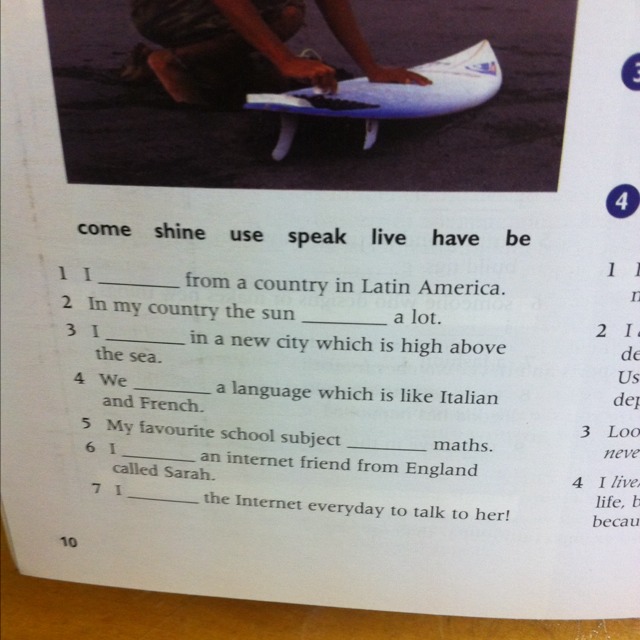 come shine use speak live have be
1 I ________ from a country in Latin America.
2 In my country the sun ________ a lot.
3 I ________ in a new city which is high above
the sea.
4 We ________ a language which is like Italian
and French.
5 My favourite school subject ________ maths.
6 I ________ an internet friend from England
called Sarah.
7 I ________ the Internet everyday to talk to her!
10
3
4
1 I
2 I
de
Us
dep
3 Loo
neve
4 I live
life, b
becau